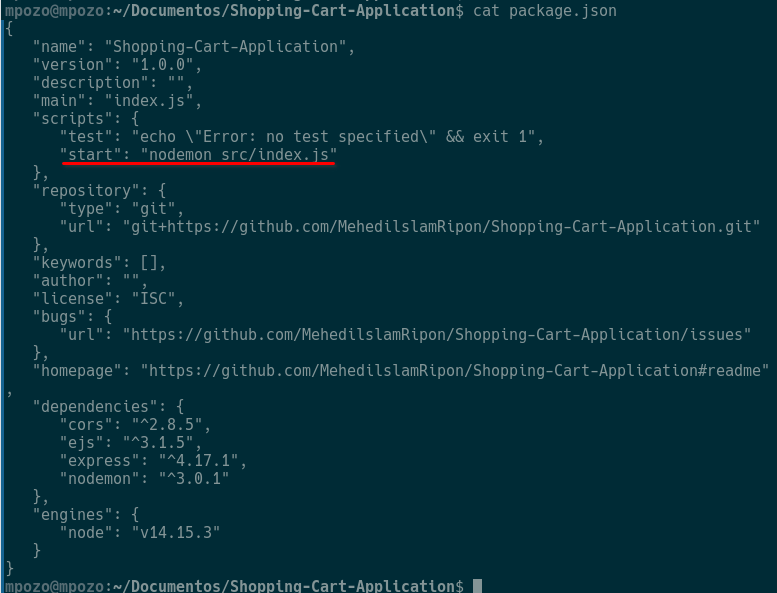 mpozo@mpozo:~/Documentos/Shopping-Cart-Application$ cat package.json
{
   "name": "Shopping-Cart-Application",
   "version": "1.0.0",
   "description": "",
   "main": "index.js",
   "scripts": {
      "test": "echo \"Error: no test specified\" && exit 1",
      "start": "nodemon src/index.js"
   },
   "repository": {
      "type": "git",
      "url": "git+https://github.com/MehedilslamRipon/Shopping-Cart-Application.git"
   },
   "keywords": [],
   "author": "",
   "license": "ISC",
   "bugs": {
      "url": "https://github.com/MehedilslamRipon/Shopping-Cart-Application/issues"
   },
   "homepage": "https://github.com/MehedilslamRipon/Shopping-Cart-Application#readme"
,
   "dependencies": {
      "cors": "^2.8.5",
      "ejs": "^3.1.5",
      "express": "^4.17.1",
      "nodemon": "^3.0.1"
   },
   "engines": {
      "node": "v14.15.3"
   }
}
mpozo@mpozo:~/Documentos/Shopping-Cart-Application$